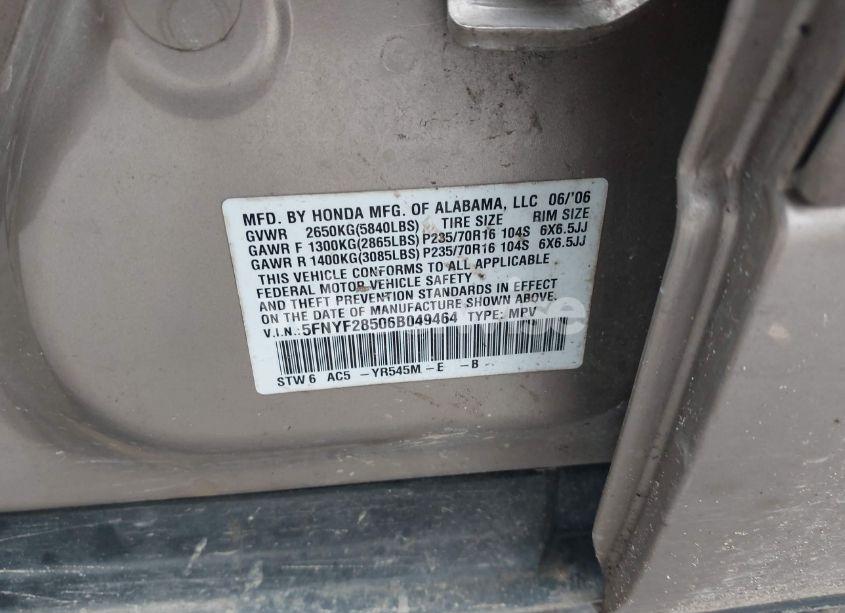 MFD. BY HONDA MFG. OF ALABAMA, LLC 06/'06
GVWR 2650KG(5840LBS) TIRE SIZE RIM SIZE
GAWR F 1300KG(2865LBS) P235/70R16 104S 6X6.5JJ
GAWR R 1400KG(3085LBS) P235/70R16 104S 6X6.5JJ
THIS VEHICLE CONFORMS TO ALL APPLICABLE
FEDERAL MOTOR VEHICLE SAFETY
AND THEFT PREVENTION STANDARDS IN EFFECT
ON THE DATE OF MANUFACTURE SHOWN ABOVE.
V.I.N.: 5FNYF28506B049464 TYPE: MPV
STW 6 AC5 -YR545M -E -B